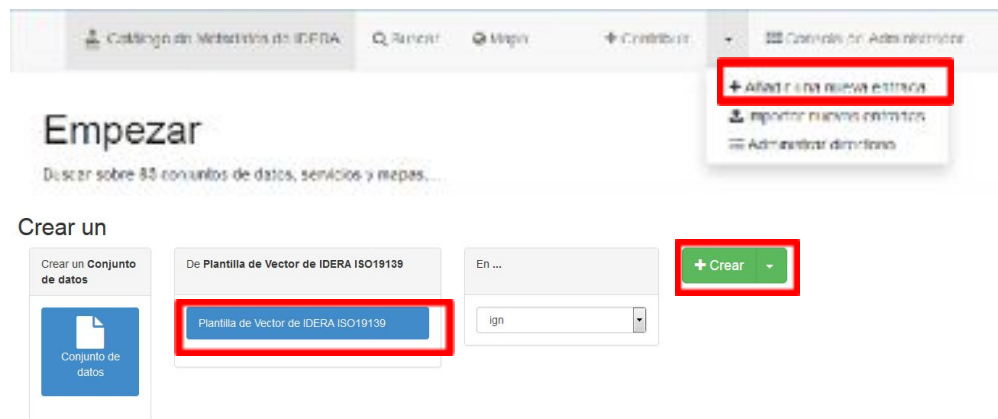 Catálogo de Metadatos de IDERA Buscar Mapa + Contribuir Consola de Administrador
+ Añadir una nueva entrada
Importar nuevas entradas
Administrar directorio
Empezar
Buscar sobre 85 conjuntos de datos, servicios y mapas, ...
Crear un
Crear un Conjunto de datos
De Plantilla de Vector de IDERA ISO19139
En ...
+ Crear
Conjunto de datos
Plantilla de Vector de IDERA ISO19139
ign